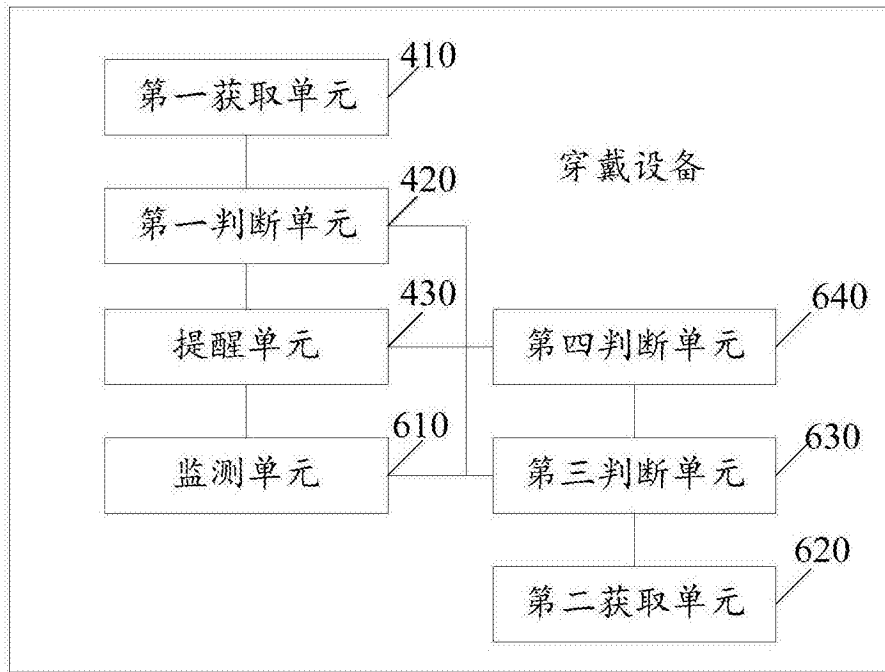 410
第一获取单元
穿戴设备
420
第一判断单元
430
提醒单元
640
第四判断单元
610
监测单元
630
第三判断单元
620
第二获取单元